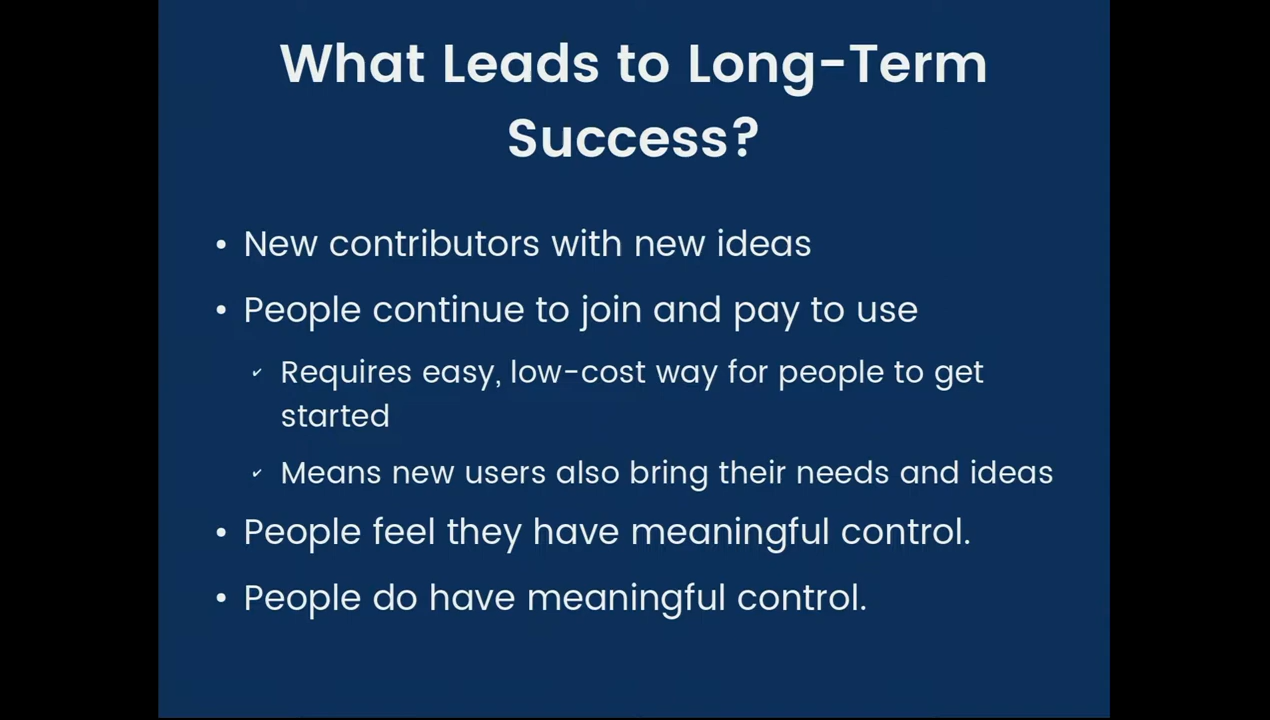 What Leads to Long-Term
Success?
• New contributors with new ideas
• People continue to join and pay to use
✓ Requires easy, low-cost way for people to get
started
✓ Means new users also bring their needs and ideas
• People feel they have meaningful control.
• People do have meaningful control.